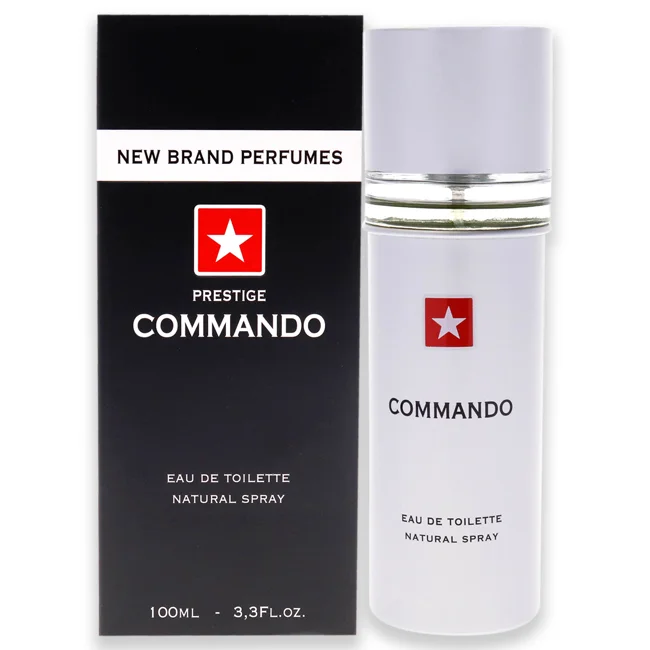 NEW BRAND PERFUMES
PRESTIGE
COMMANDO
EAU DE TOILETTE
NATURAL SPRAY
100ML - 3,3FL.OZ.
COMMANDO
EAU DE TOILETTE
NATURAL SPRAY